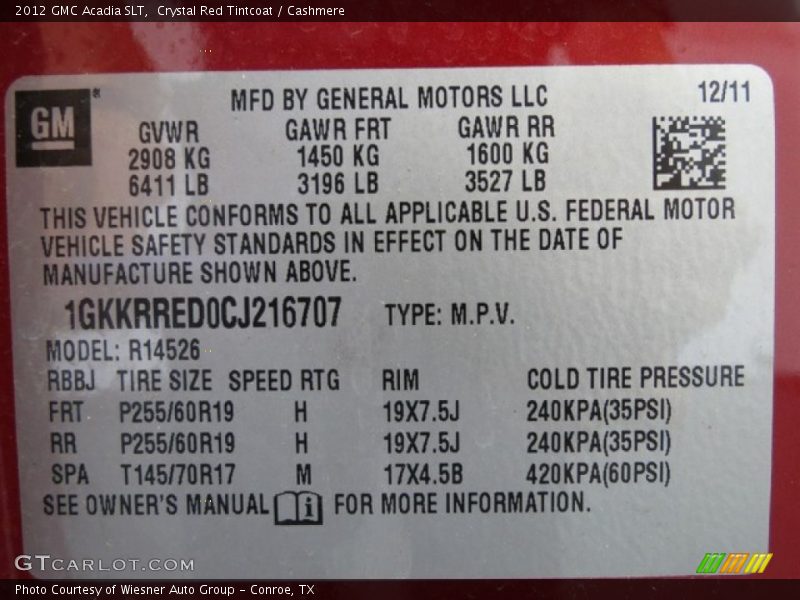 2012 GMC Acadia SLT,  Crystal Red Tintcoat / Cashmere
GM
*
MFD BY GENERAL MOTORS LLC 12/11
GVWR GAWR FRT GAWR RR
2908 KG 1450 KG 1600 KG
6411 LB 3196 LB 3527 LB
THIS VEHICLE CONFORMS TO ALL APPLICABLE U.S. FEDERAL MOTOR
VEHICLE SAFETY STANDARDS IN EFFECT ON THE DATE OF
MANUFACTURE SHOWN ABOVE.
1GKKRRED0CJ216707 TYPE: M.P.V.
MODEL: R14526
RBBJ TIRE SIZE SPEED RTG RIM COLD TIRE PRESSURE
FRT P255/60R19 H 19X7.5J 240KPA(35PSI)
RR P255/60R19 H 19X7.5J 240KPA(35PSI)
SPA T145/70R17 M 17X4.5B 420KPA(60PSI)
SEE OWNER'S MANUAL i FOR MORE INFORMATION.
GTCARLOT.COM
Photo Courtesy of Wiesner Auto Group - Conroe, TX